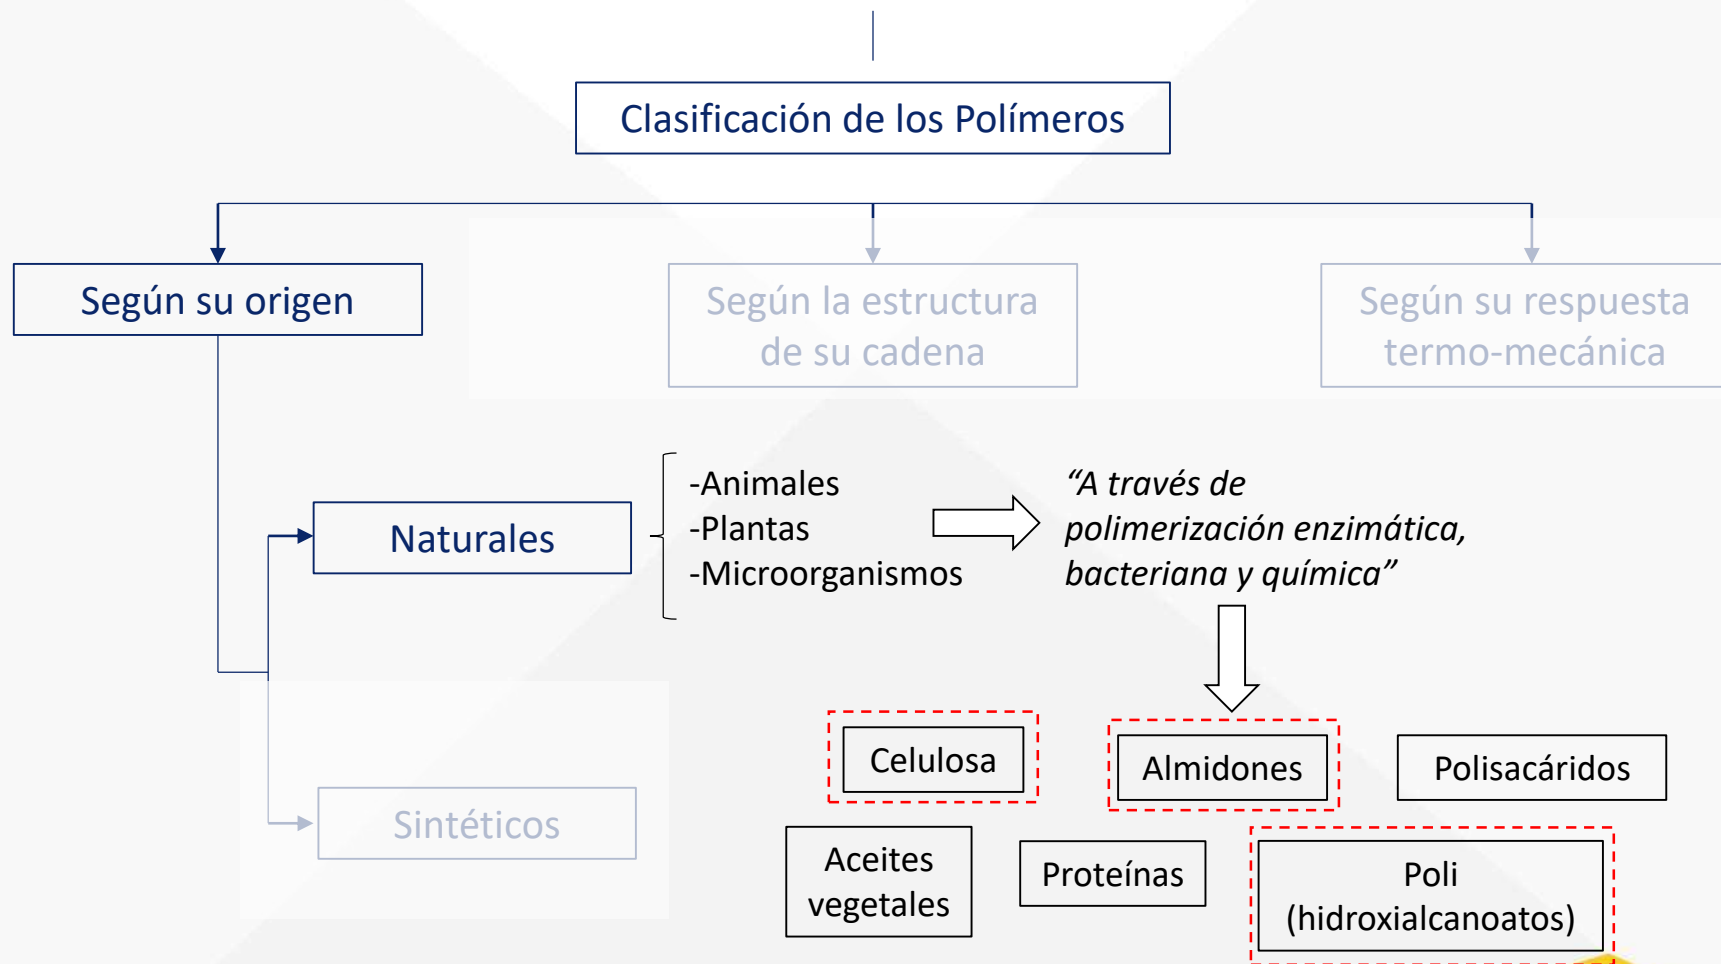 Clasificación de los Polímeros
Según su origen
Según la estructura
de su cadena
Según su respuesta
termo-mecánica
Naturales
-Animales
-Plantas
-Microorganismos
“A través de
polimerización enzimática,
bacteriana y química”
Sintéticos
Celulosa
Almidones
Polisacáridos
Aceites
vegetales
Proteínas
Poli
(hidroxialcanoatos)